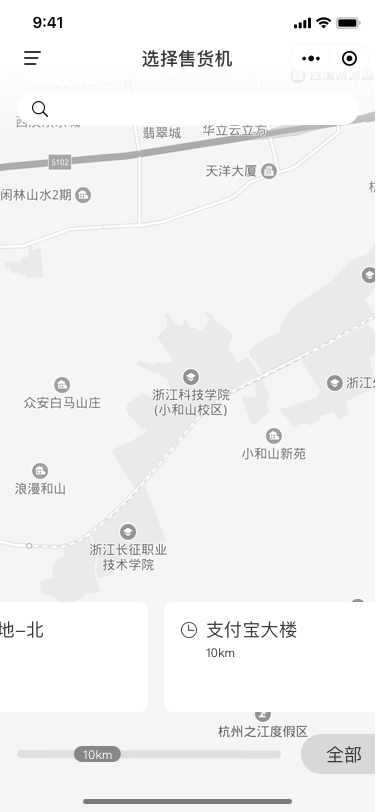 9:41
选择售货机
翡翠城
华立云立方
S102
天洋大厦
闲林山水2期
浙江科技学院
(小和山校区)
众安白马山庄
小和山新苑
浪漫和山
浙江长征职业
技术学院
地-北
支付宝大楼
10km
杭州之江度假区
10km
全部